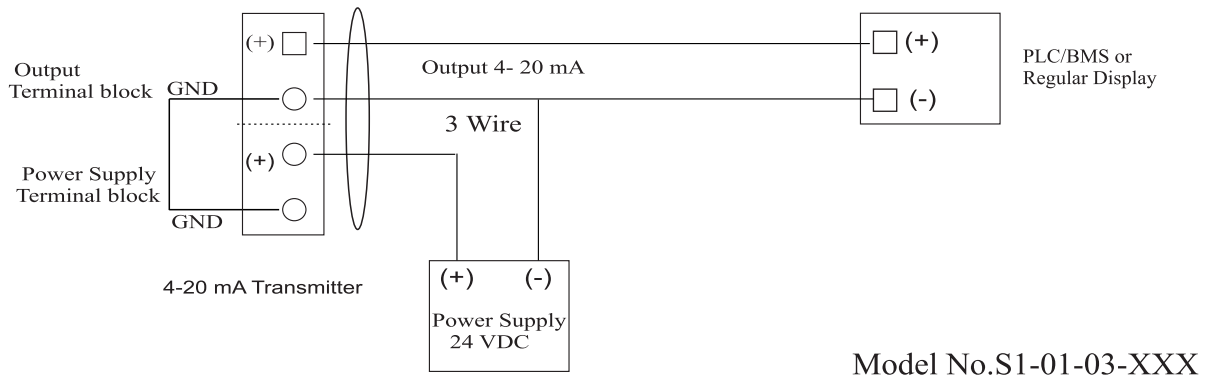 (+)
Output
Terminal block
GND
Output 4- 20 mA
(+)
(-)
PLC/BMS or
Regular Display
3 Wire
(+)
Power Supply
Terminal block
GND
4-20 mA Transmitter
(+)
(-)
Power Supply
24 VDC
Model No.S1-01-03-XXX